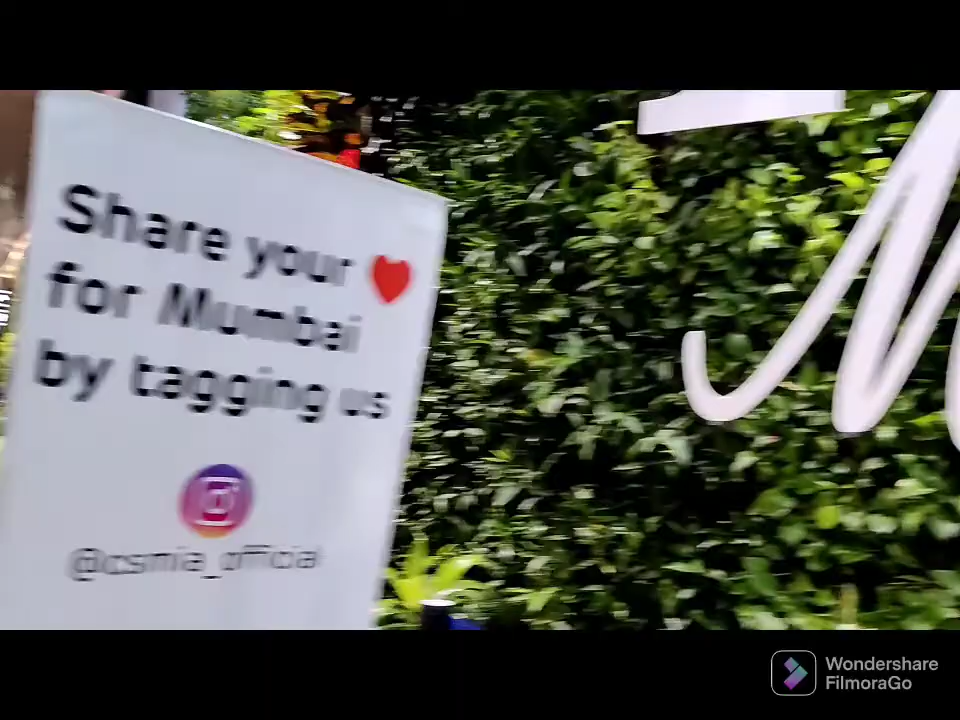 Share your ❤
for Mumbai
by tagging us
@csmia_official
M
Wondershare
FilmoraGo